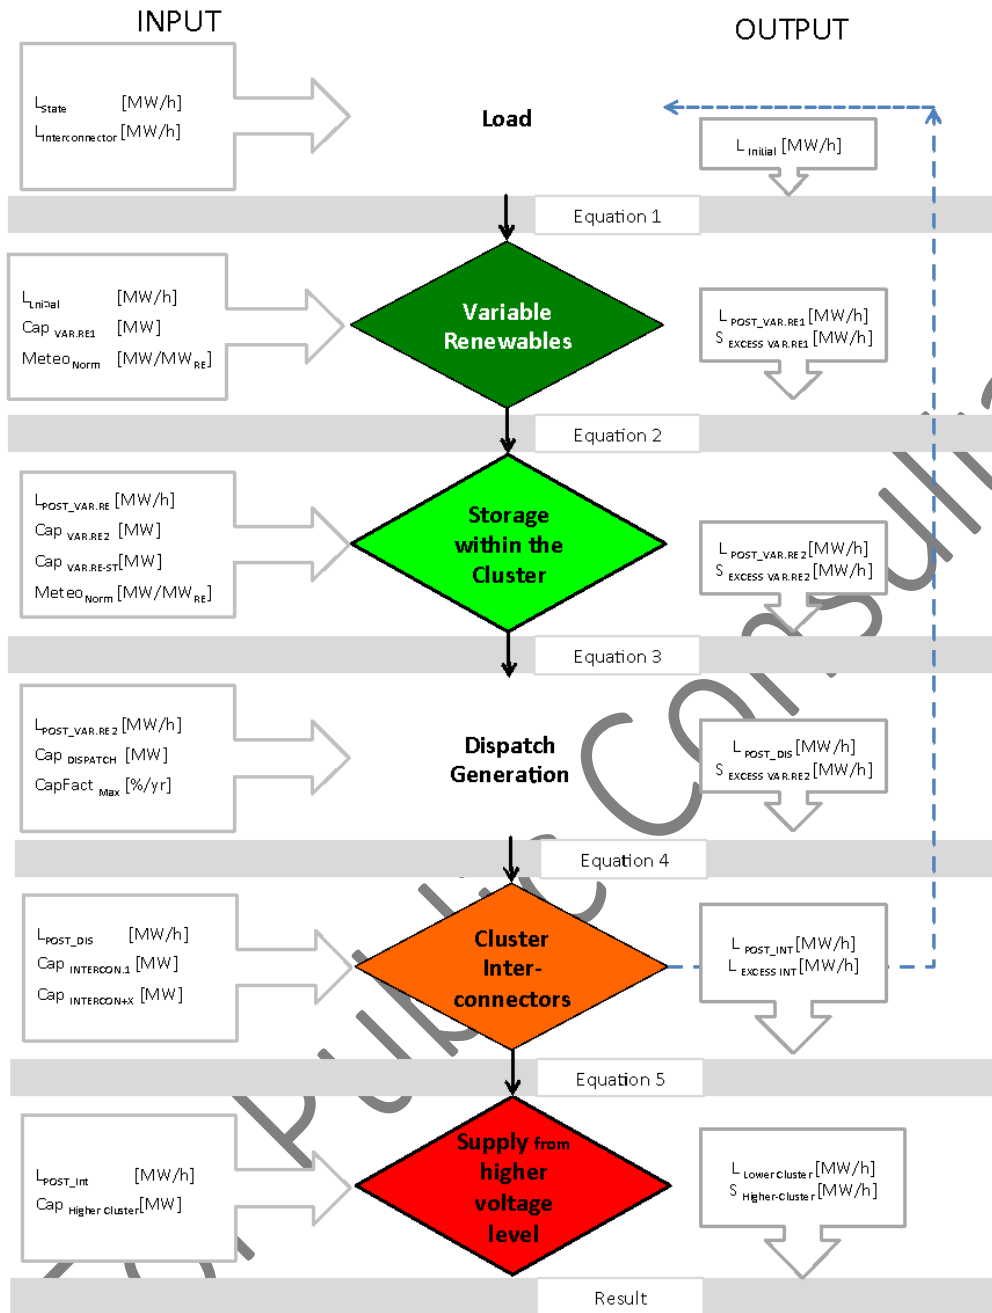 INPUT
OUTPUT
L State [MW/h]
L Interconnector [MW/h]
Load
L Initial [MW/h]
Equation 1
L Initial [MW/h]
Cap VAR.RE1 [MW]
Meteo Norm [MW/MW RE]
Variable
Renewables
L POST_VAR.RE1 [MW/h]
S EXCESS VAR.RE1 [MW/h]
Equation 2
L POST_VAR.RE [MW/h]
Cap VAR.RE2 [MW]
Cap VAR.RE-ST [MW]
Meteo Norm [MW/MW RE]
Storage
within the
Cluster
L POST_VAR.RE2 [MW/h]
S EXCESS VAR.RE2 [MW/h]
Equation 3
L POST_VAR.RE2 [MW/h]
Cap DISPATCH [MW]
CapFact Max [%/yr]
Dispatch
Generation
L POST_DIS [MW/h]
S EXCESS VAR.RE2 [MW/h]
Equation 4
L POST_DIS [MW/h]
Cap INTERCON.1 [MW]
Cap INTERCON+X [MW]
Cluster
Inter-
connectors
L POST_INT [MW/h]
L EXCESS INT [MW/h]
Equation 5
L POST_Int [MW/h]
Cap Higher Cluster [MW]
Supply from
higher
voltage
level
L Lower Cluster [MW/h]
S Higher-Cluster [MW/h]
Result